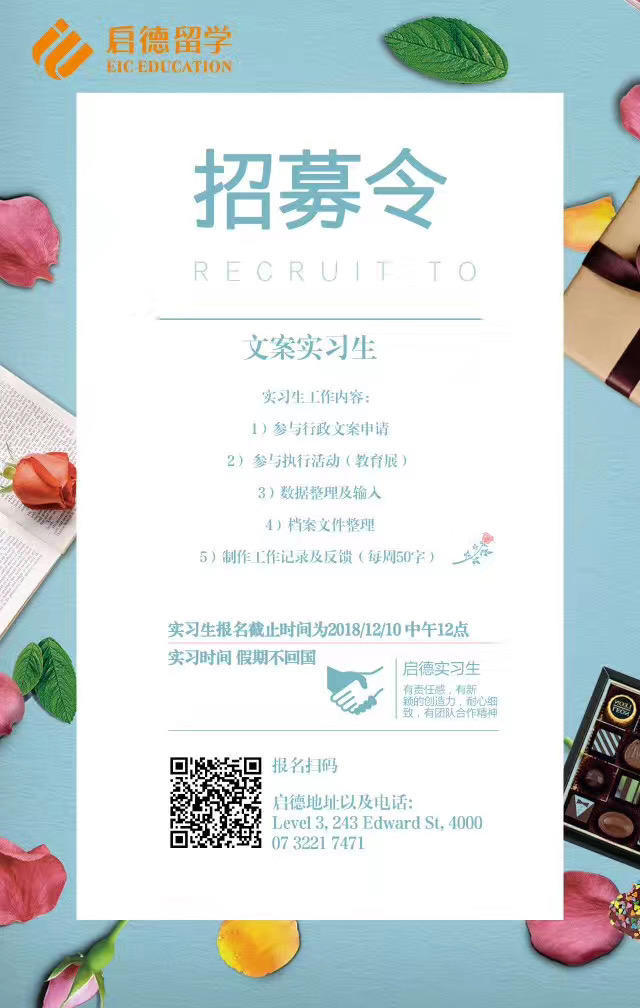 启德留学
EIC EDUCATION
招募令
RECRUIT TO
文案实习生
实习生工作内容：
1）参与行政文案申请
2） 参与执行活动（教育展）
3）数据整理及输入
4）档案文件整理
5）制作工作记录及反馈（每周50字）
实习生报名截止时间为2018/12/10 中午12点
实习时间 假期不回国
启德实习生
有责任感，有新
颖的创造力，耐心细
致，有团队合作精神
报名扫码
启德地址以及电话:
Level 3, 243 Edward St, 4000
07 3221 7471